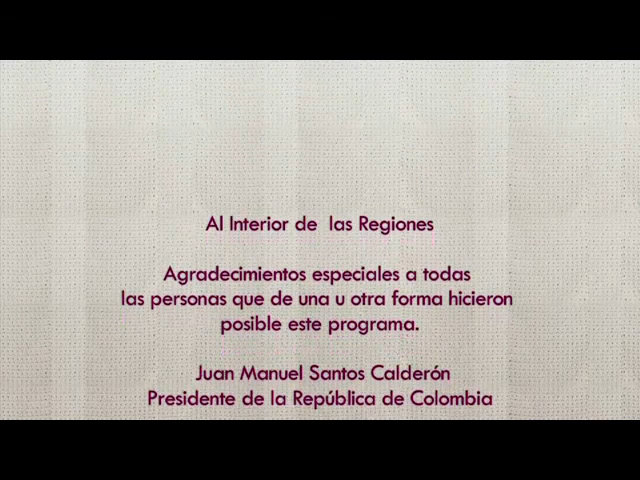 Al Interior de las Regiones
Agradecimientos especiales a todas
las personas que de una u otra forma hicieron
posible este programa.
Juan Manuel Santos Calderón
Presidente de la República de Colombia